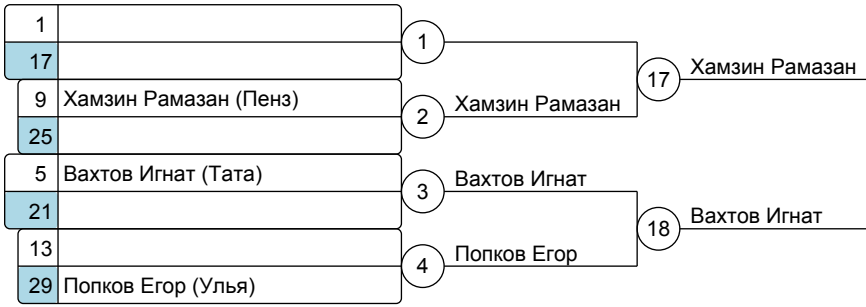 1
17
1
9 Хамзин Рамазан (Пенз)
25
2
Хамзин Рамазан
17
Хамзин Рамазан
5 Вахтов Игнат (Тата)
21
3
Вахтов Игнат
13
29 Попков Егор (Улья)
4
Попков Егор
18
Вахтов Игнат